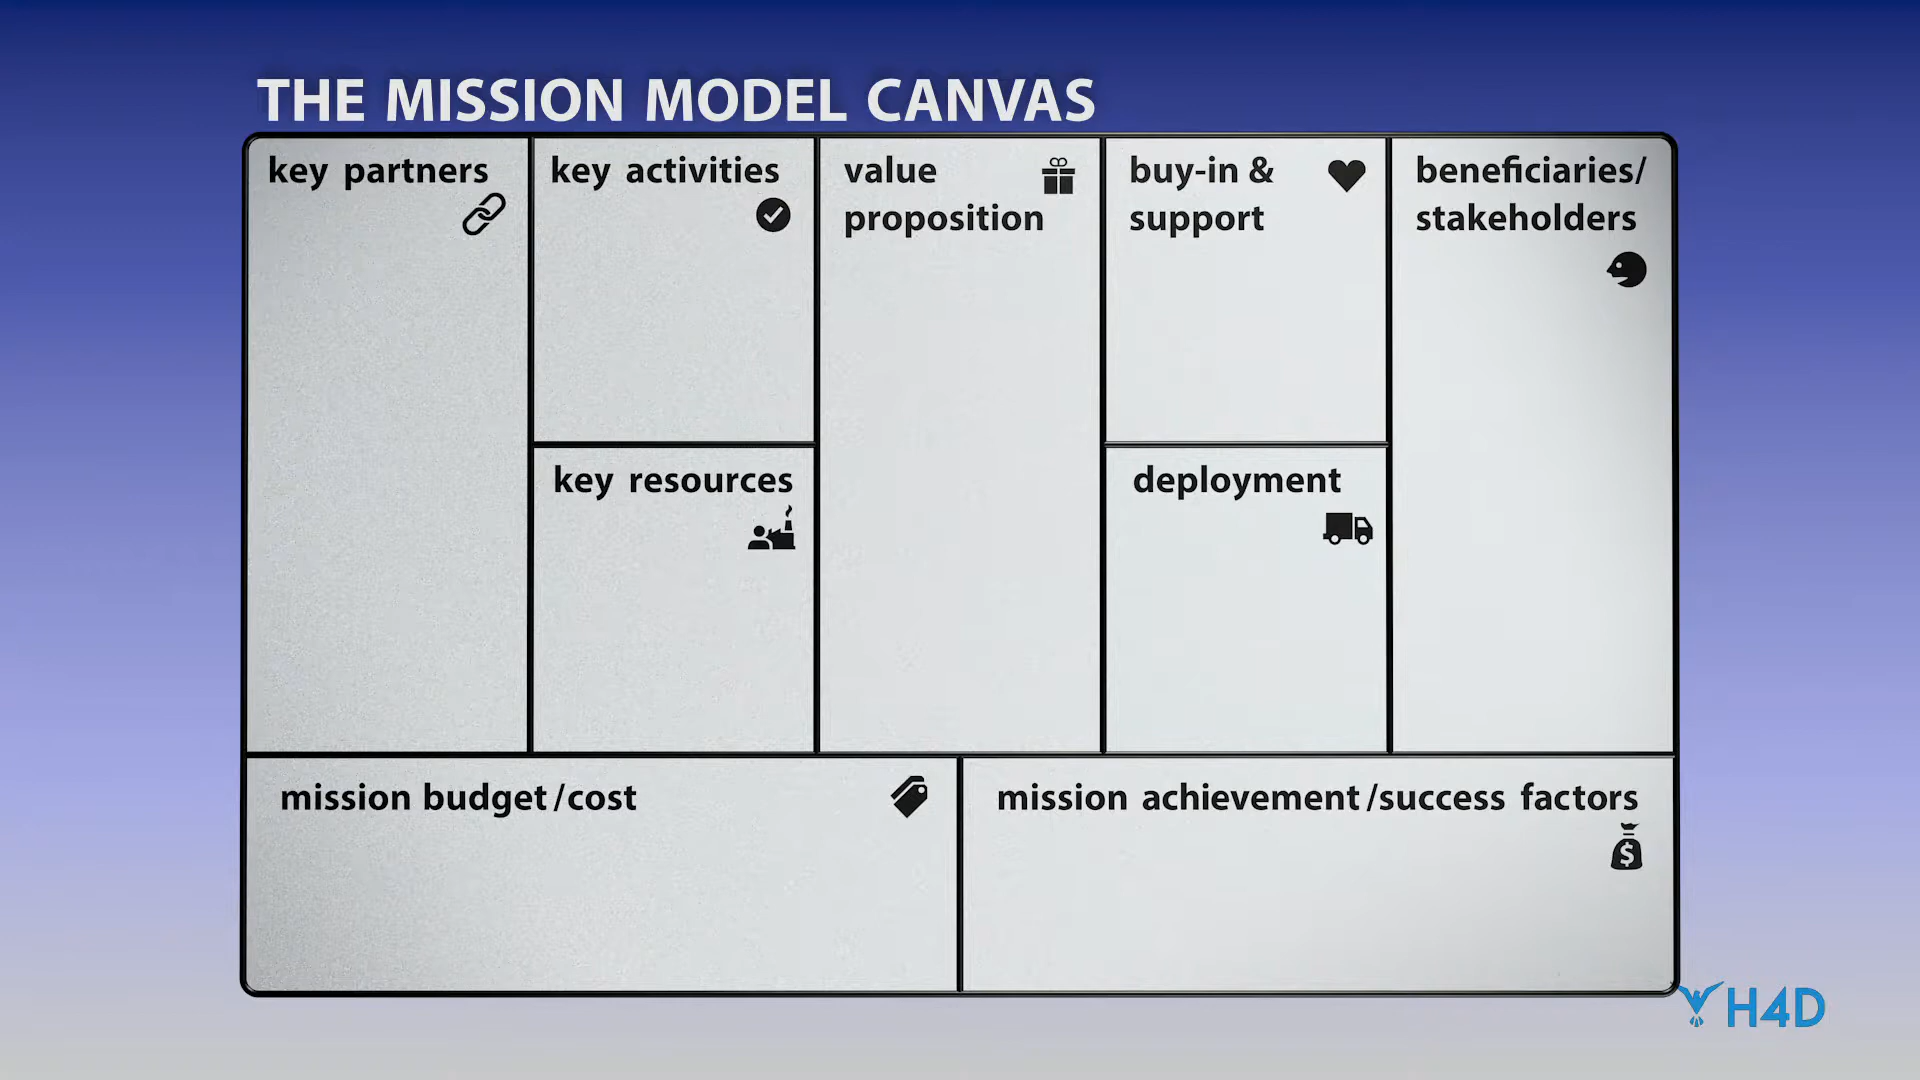 THE MISSION MODEL CANVAS
key partners
key activities
value
proposition
buy-in &
support
beneficiaries/
stakeholders
key resources
deployment
mission budget/cost
mission achievement/success factors
$
H4D